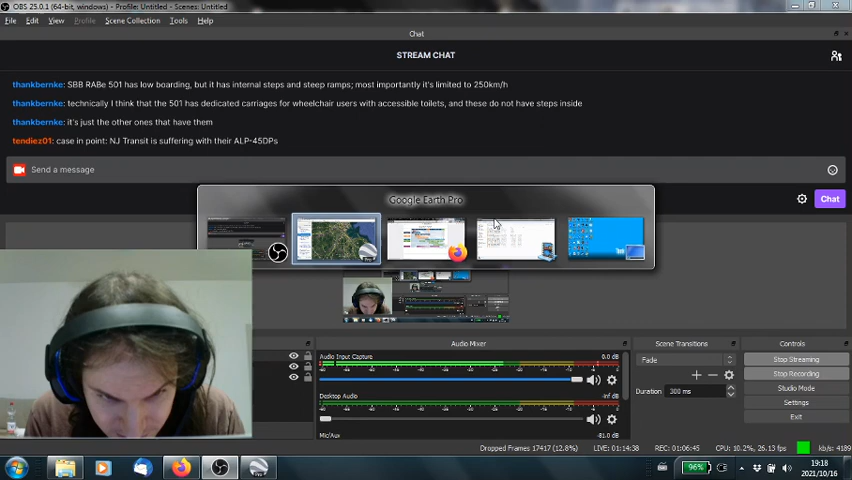 OBS 25.0.1 (64-bit, windows) - Profile: Untitled - Scenes: Untitled
File Edit View Profile Scene Collection Tools Help
Chat
STREAM CHAT
thankbernke: SBB RABe 501 has low boarding, but it has internal steps and steep ramps; most importantly it's limited to 250km/h
thankbernke: technically I think that the 501 has dedicated carriages for wheelchair users with accessible toilets, and these do not have steps inside
thankbernke: it's just the other ones that have them
tendiez01: case in point: NJ Transit is suffering with their ALP-45DPs
Send a message
Chat
Google Earth Pro
Audio Mixer
Scene Transitions
Controls
Audio Input Capture 0.0 dB
Fade
Stop Streaming
Stop Recording
Duration 300 ms
Studio Mode
Desktop Audio -inf dB
Settings
Exit
Mic/Aux -81.0 dB
Dropped Frames 17417 (12.8%) LIVE: 01:14:38 REC: 01:06:45 CPU: 10.2%, 26.13 fps kb/s: 4189
96%
19:18
2021/10/16